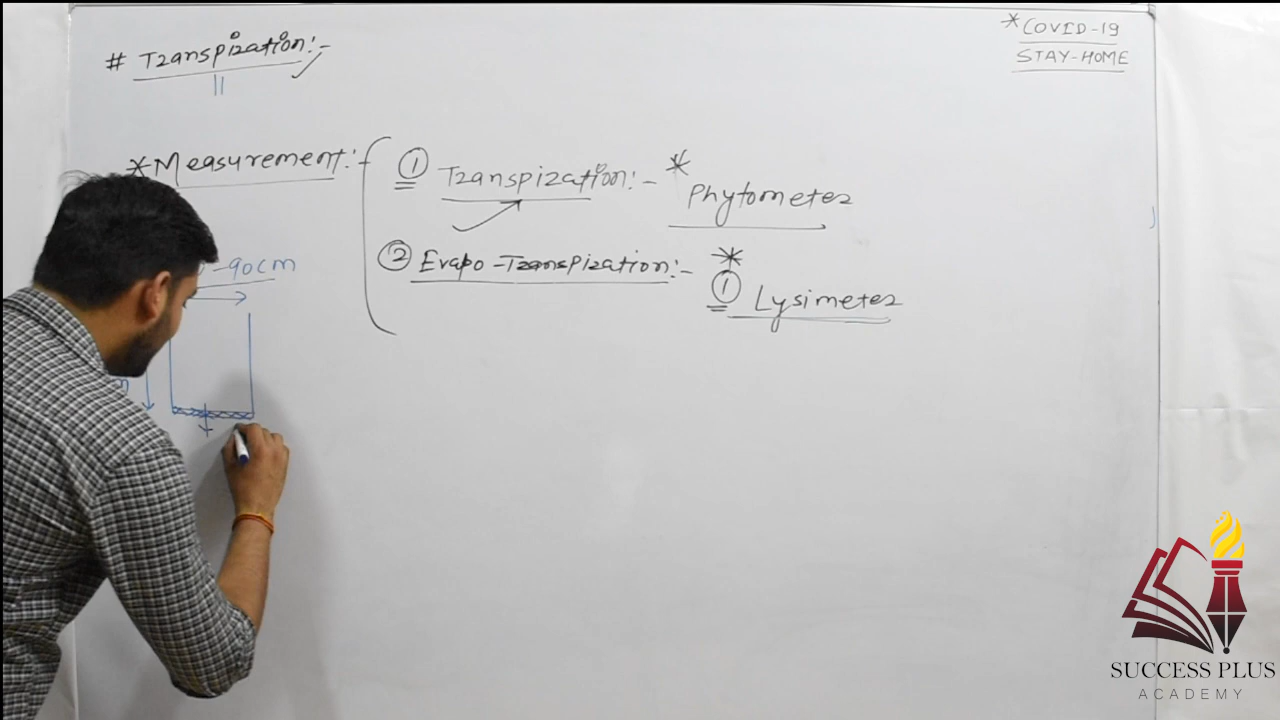 # Transpiration:-
* COVID-19
STAY-HOME
* Measurement:-
① Transpiration:- *
Phytometer
② Evapo-Transpiration:- *
① Lysimeter
-90cm
SUCCESS PLUS
ACADEMY